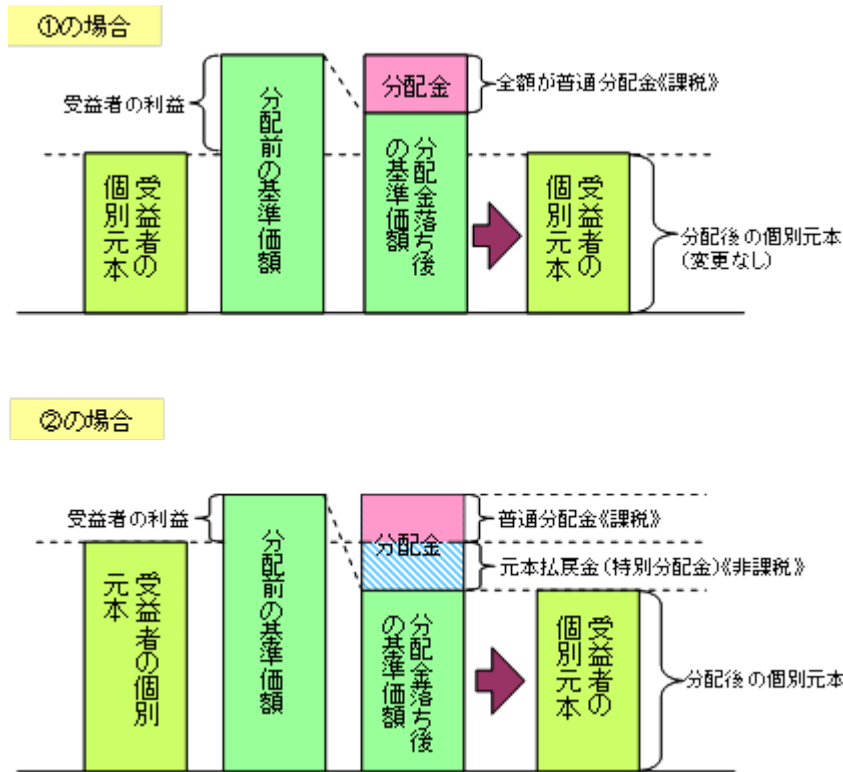 ①の場合
受益者の利益
受益者の
個別元本
分配前の基準価額
分配金
全額が普通分配金《課税》
分配金落ち後
の基準価額
受益者の
個別元本
分配後の個別元本
(変更なし)
②の場合
受益者の利益
受益者の個別
元本
分配前の基準価額
分配金
普通分配金《課税》
元本払戻金(特別分配金)《非課税》
分配金落ち後
の基準価額
受益者の
個別元本
分配後の個別元本